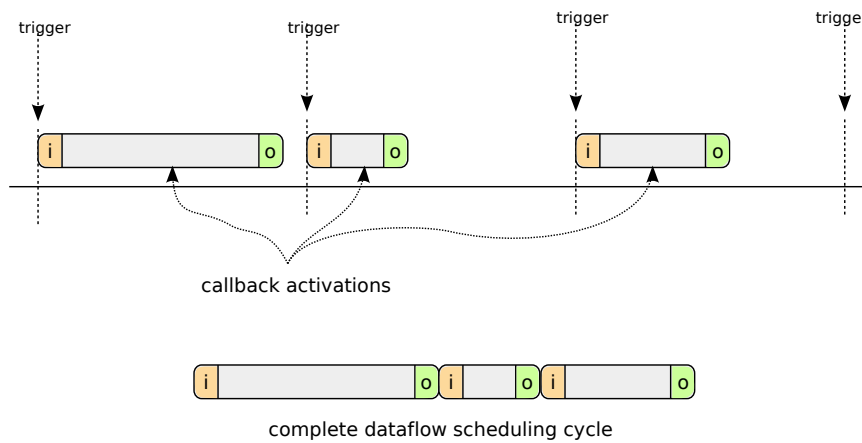 trigger
trigger
trigger
trigge
i
o
i
o
i
o
callback activations
i
o
i
o
i
o
complete dataflow scheduling cycle